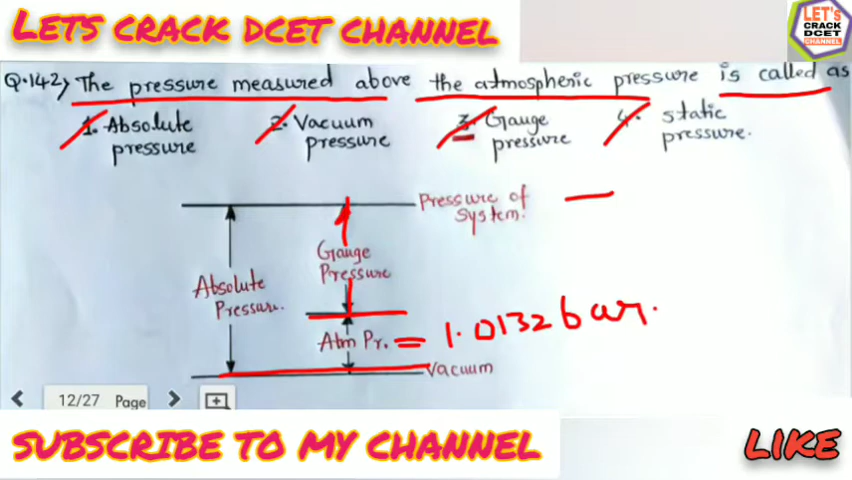 LETS CRACK DCET CHANNEL
LET'S
CRACK
DCET
CHANNEL
Q.142) The pressure measured above the atmospheric pressure is called as
1. Absolute pressure
2. Vacuum pressure
3. Gauge pressure
4. static pressure.
Pressure of system.
Gauge Pressure
Absolute Pressure.
Atm Pr. = 1.0132 bar.
Vacuum
12/27 Page
SUBSCRIBE TO MY CHANNEL
LIKE